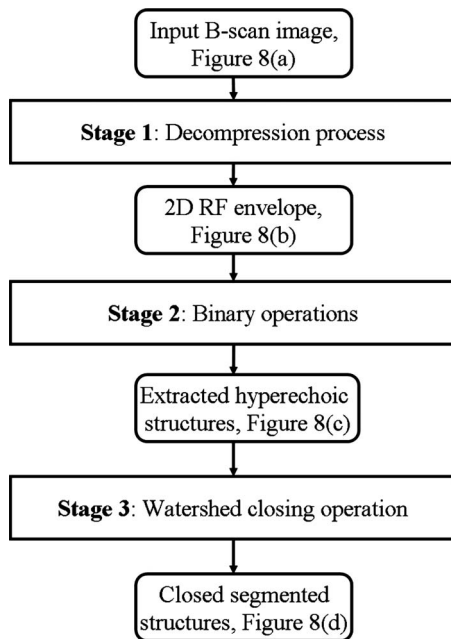 Input B-scan image,
Figure 8(a)
Stage 1: Decompression process
2D RF envelope,
Figure 8(b)
Stage 2: Binary operations
Extracted hyperechoic
structures, Figure 8(c)
Stage 3: Watershed closing operation
Closed segmented
structures, Figure 8(d)